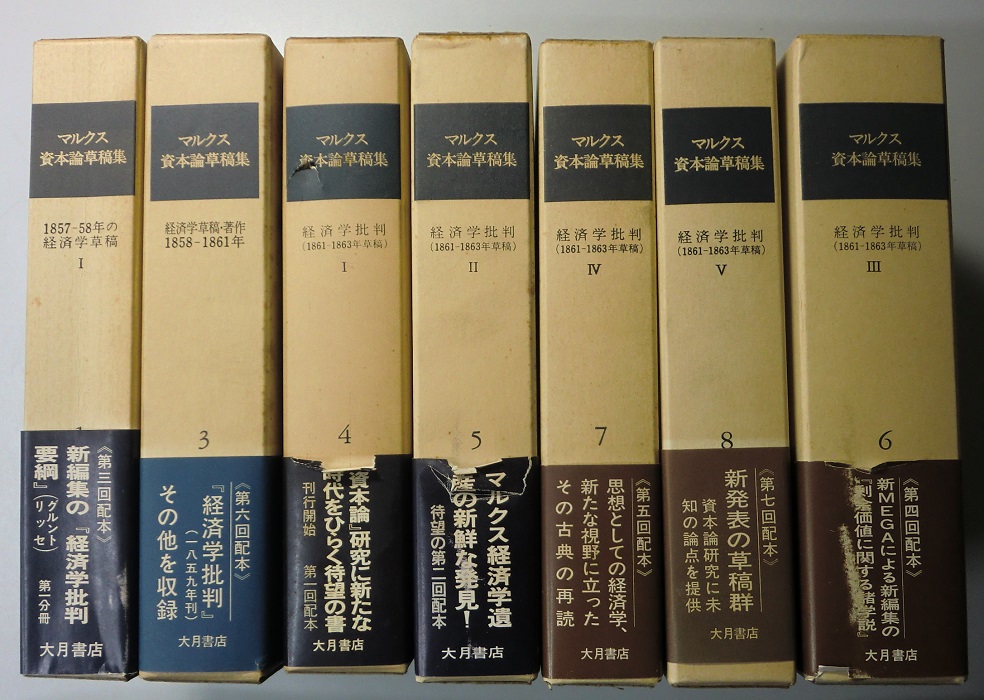 マルクス
資本論草稿集
1857-58年の
経済学草稿
I
1
《第三回配本》
新編集の『経済学批判
要綱』(グルントリッセ)
第一分冊
大月書店
マルクス
資本論草稿集
経済学草稿・著作
1858-1861年
3
《第六回配本》
『経済学批判』
(一八五九年刊)
その他を収録
大月書店
マルクス
資本論草稿集
経済学批判
(1861-1863年草稿)
I
4
資本論』研究に新たな
時代をひらく待望の書
刊行開始 第一回配本
大月書店
マルクス
資本論草稿集
経済学批判
(1861-1863年草稿)
II
5
マルクス経済学遺
産の新鮮な発見!
待望の第二回配本
大月書店
マルクス
資本論草稿集
経済学批判
(1861-1863年草稿)
IV
7
《第五回配本》
思想としての経済学、
新たな視野に立った
その古典の再読
大月書店
マルクス
資本論草稿集
経済学批判
(1861-1863年草稿)
V
8
《第七回配本》
新発表の草稿群
資本論研究に未
知の論点を提供
大月書店
マルクス
資本論草稿集
経済学批判
(1861-1863年草稿)
III
6
《第四回配本》
新MEGAによる新編集の
『剰余価値に関する諸学説』
大月書店